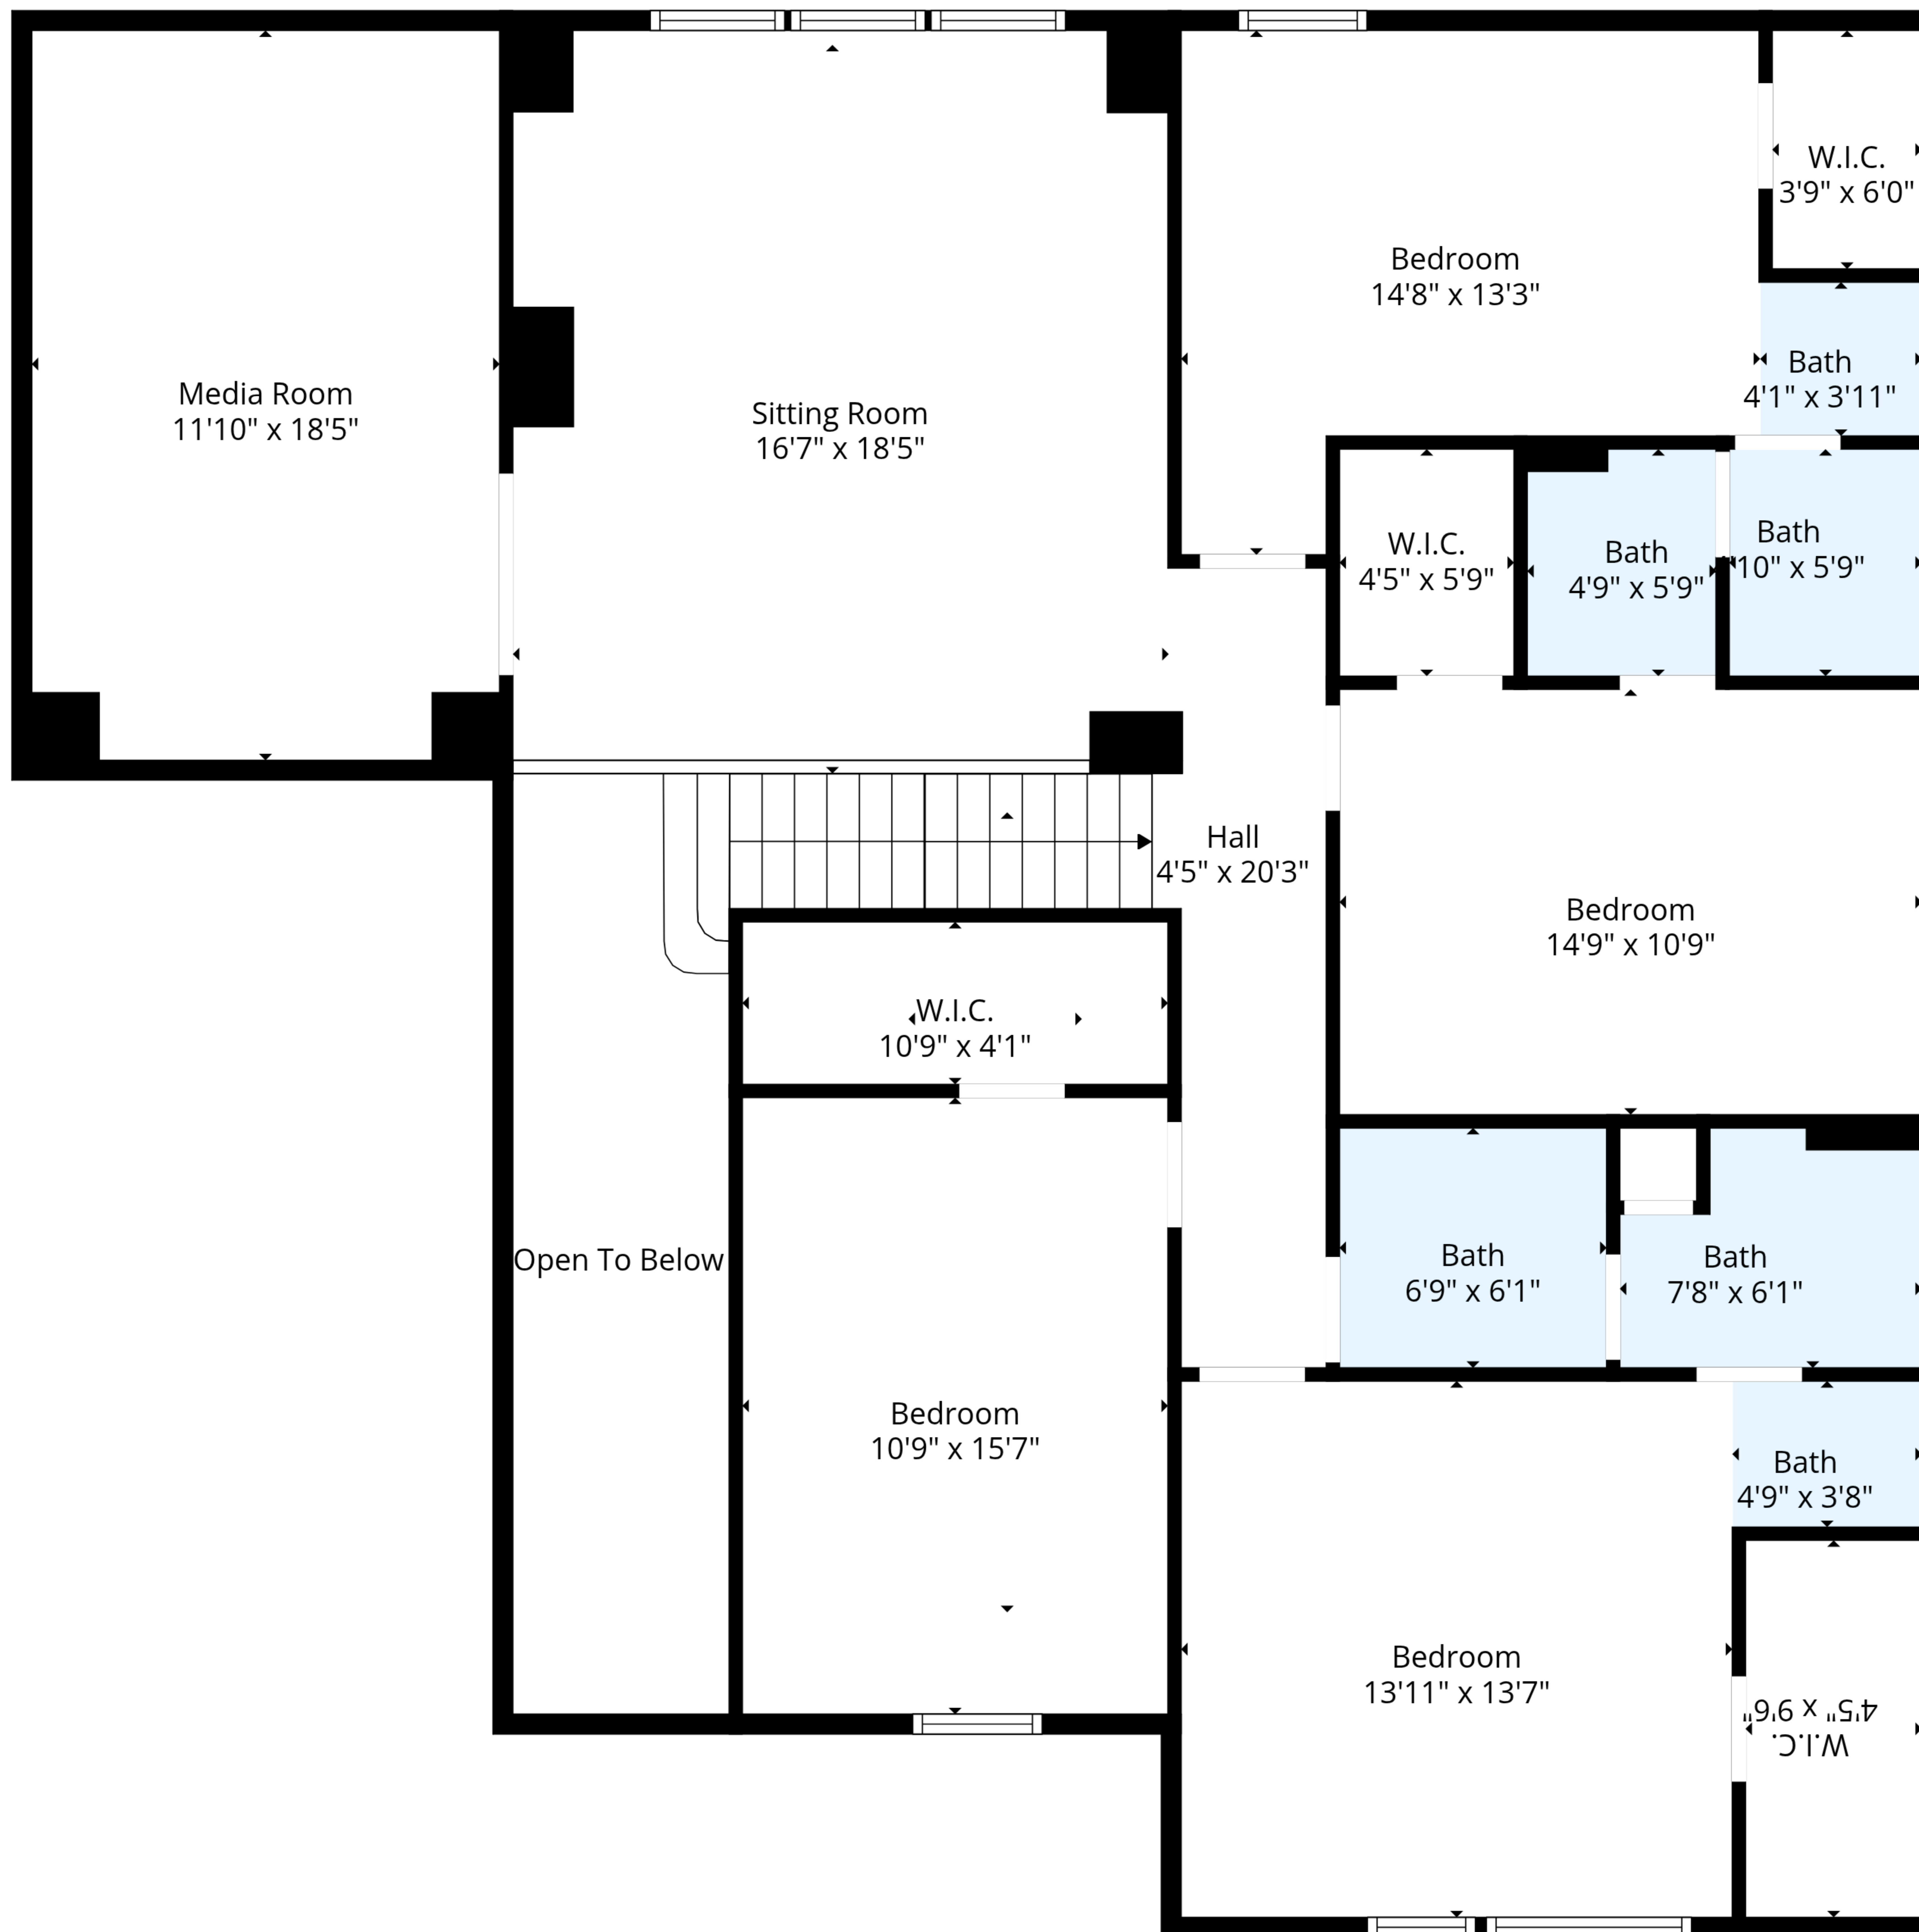 W.I.C.
3'9" x 6'0"
Bedroom
14'8" x 13'3"
Bath
4'1" x 3'11"
Media Room
11'10" x 18'5"
Sitting Room
16'7" x 18'5"
W.I.C.
4'5" x 5'9"
Bath
4'9" x 5'9"
Bath
10" x 5'9"
Hall
4'5" x 20'3"
Bedroom
14'9" x 10'9"
W.I.C.
10'9" x 4'1"
Open To Below
Bath
6'9" x 6'1"
Bath
7'8" x 6'1"
Bedroom
10'9" x 15'7"
Bath
4'9" x 3'8"
Bedroom
13'11" x 13'7"
W.I.C.
4'5" x 9'6"